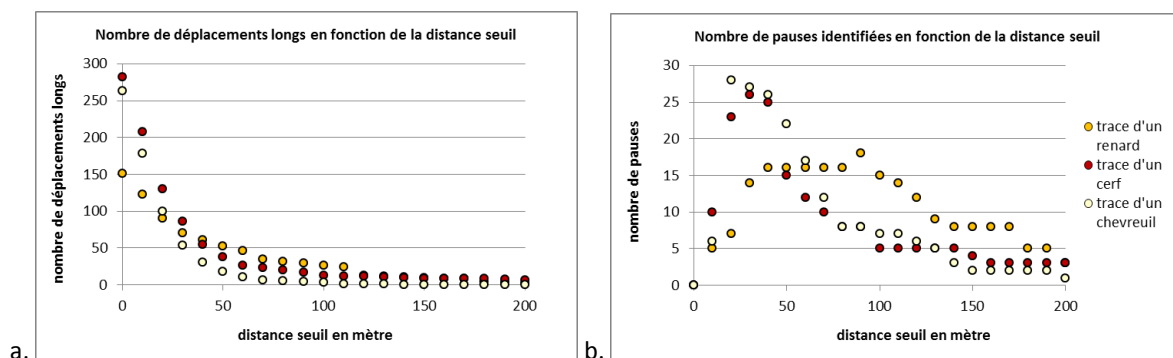 Nombre de déplacements longs en fonction de la distance seuil
nombre de déplacements longs
300
250
200
150
100
50
0
0 50 100 150 200
distance seuil en mètre
a.
Nombre de pauses identifiées en fonction de la distance seuil
nombre de pauses
30
25
20
15
10
5
0
0 50 100 150 200
distance seuil en mètre
trace d'un
renard
trace d'un
cerf
trace d'un
chevreuil
b.